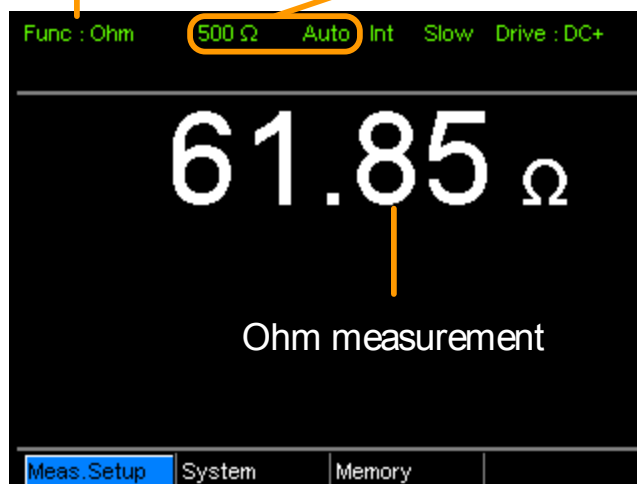 Func : Ohm 500 Ω Auto Int Slow Drive : DC+
61.85 Ω
Ohm measurement
Meas.Setup System Memory